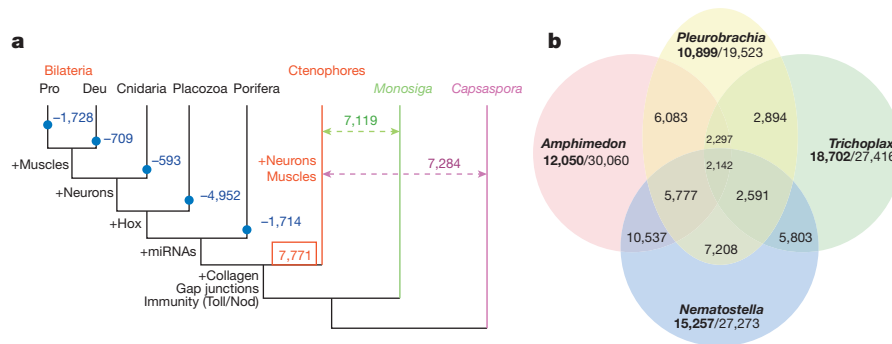 a
Bilateria
Ctenophores
Pro Deu Cnidaria Placozoa Porifera Monosiga Capsaspora
–1,728
–709
7,119
–593
+Muscles
+Neurons
Muscles
7,284
+Neurons
–4,952
+Hox
–1,714
+miRNAs
7,771
+Collagen
Gap junctions
Immunity (Toll/Nod)
b
Pleurobrachia
10,899/19,523
6,083
2,894
Amphimedon
12,050/30,060
2,297
Trichoplax
18,702/27,416
2,142
5,777
2,591
10,537
5,803
7,208
Nematostella
15,257/27,273